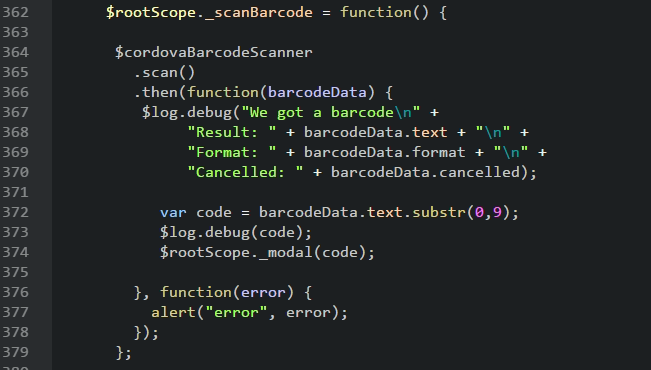 362 $rootScope._scanBarcode = function() {
363
364 $cordovaBarcodeScanner
365 .scan()
366 .then(function(barcodeData) {
367 $log.debug("We got a barcode\n" +
368 "Result: " + barcodeData.text + "\n" +
369 "Format: " + barcodeData.format + "\n" +
370 "Cancelled: " + barcodeData.cancelled);
371
372 var code = barcodeData.text.substr(0,9);
373 $log.debug(code);
374 $rootScope._modal(code);
375
376 }, function(error) {
377 alert("error", error);
378 });
379 };